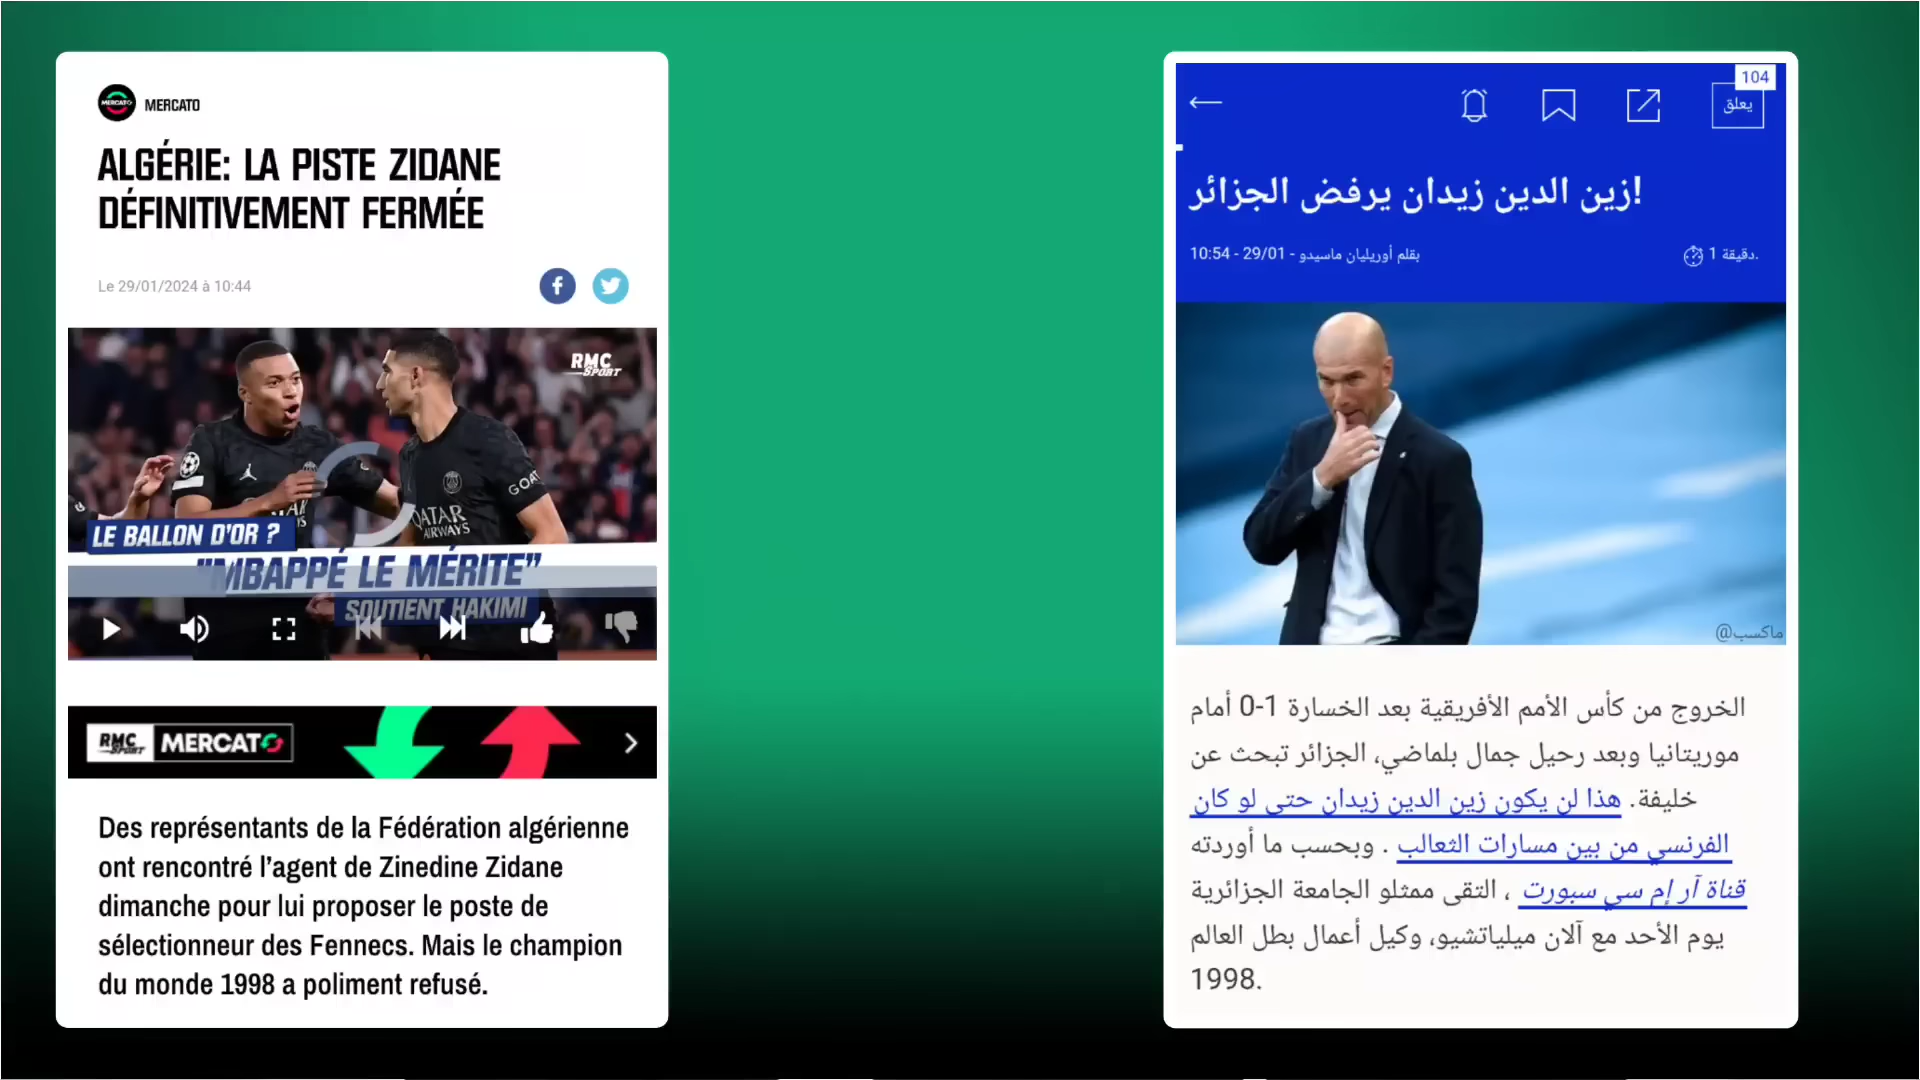 MERCATO
MERCATO
ALGÉRIE: LA PISTE ZIDANE
DÉFINITIVEMENT FERMÉE
Le 29/01/2024 à 10:44
RMC
SPORT
GOAT
QATAR
AIRWAYS
LE BALLON D'OR ?
"MBAPPÉ LE MÉRITE"
SOUTIENT HAKIMI
RMC
SPORT
MERCATO
Des représentants de la Fédération algérienne
ont rencontré l'agent de Zinedine Zidane
dimanche pour lui proposer le poste de
sélectionneur des Fennecs. Mais le champion
du monde 1998 a poliment refusé.
104
يعلق
زين الدين زيدان يرفض الجزائر!
بقلم أوريليان ماسيدو - 29/01 - 10:54
1 دقيقة.
@ماكسب
الخروج من كأس الأمم الأفريقية بعد الخسارة 1-0 أمام
موريتانيا وبعد رحيل جمال بلماضي، الجزائر تبحث عن
خليفة. هذا لن يكون زين الدين زيدان حتى لو كان
الفرنسي من بين مسارات الثعالب . وبحسب ما أوردته
قناة آر إم سي سبورت ، التقى ممثلو الجامعة الجزائرية
يوم الأحد مع آلان ميلياتشيو، وكيل أعمال بطل العالم
1998.